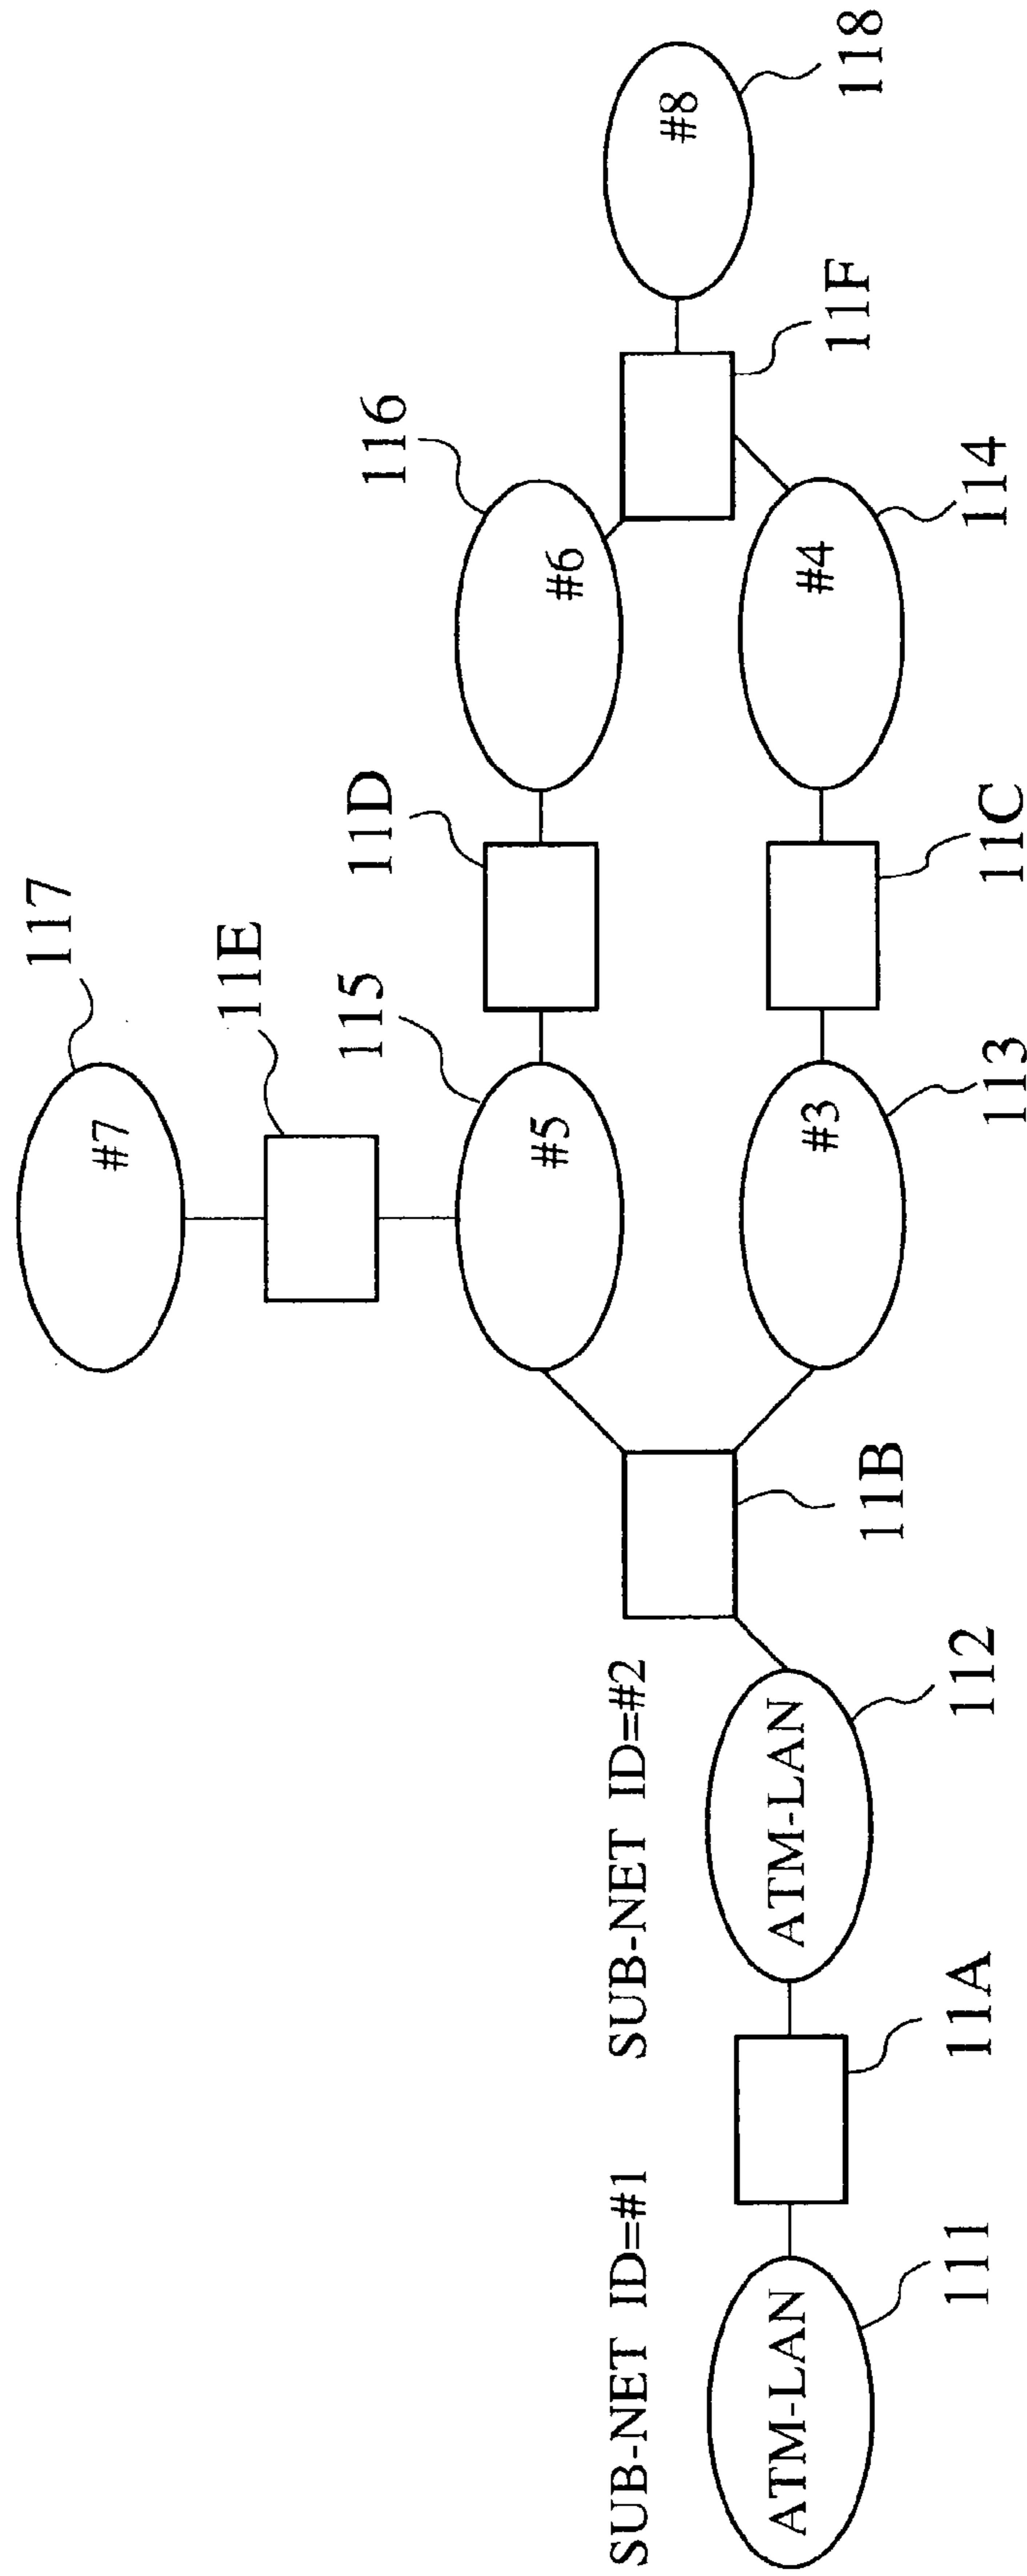 117
#7
11E
115
11D
116
#5
#6
#8
118
11F
#3
#4
113
11C
114
11B
SUB-NET ID=#1
SUB-NET ID=#2
ATM-LAN
ATM-LAN
111
11A
112